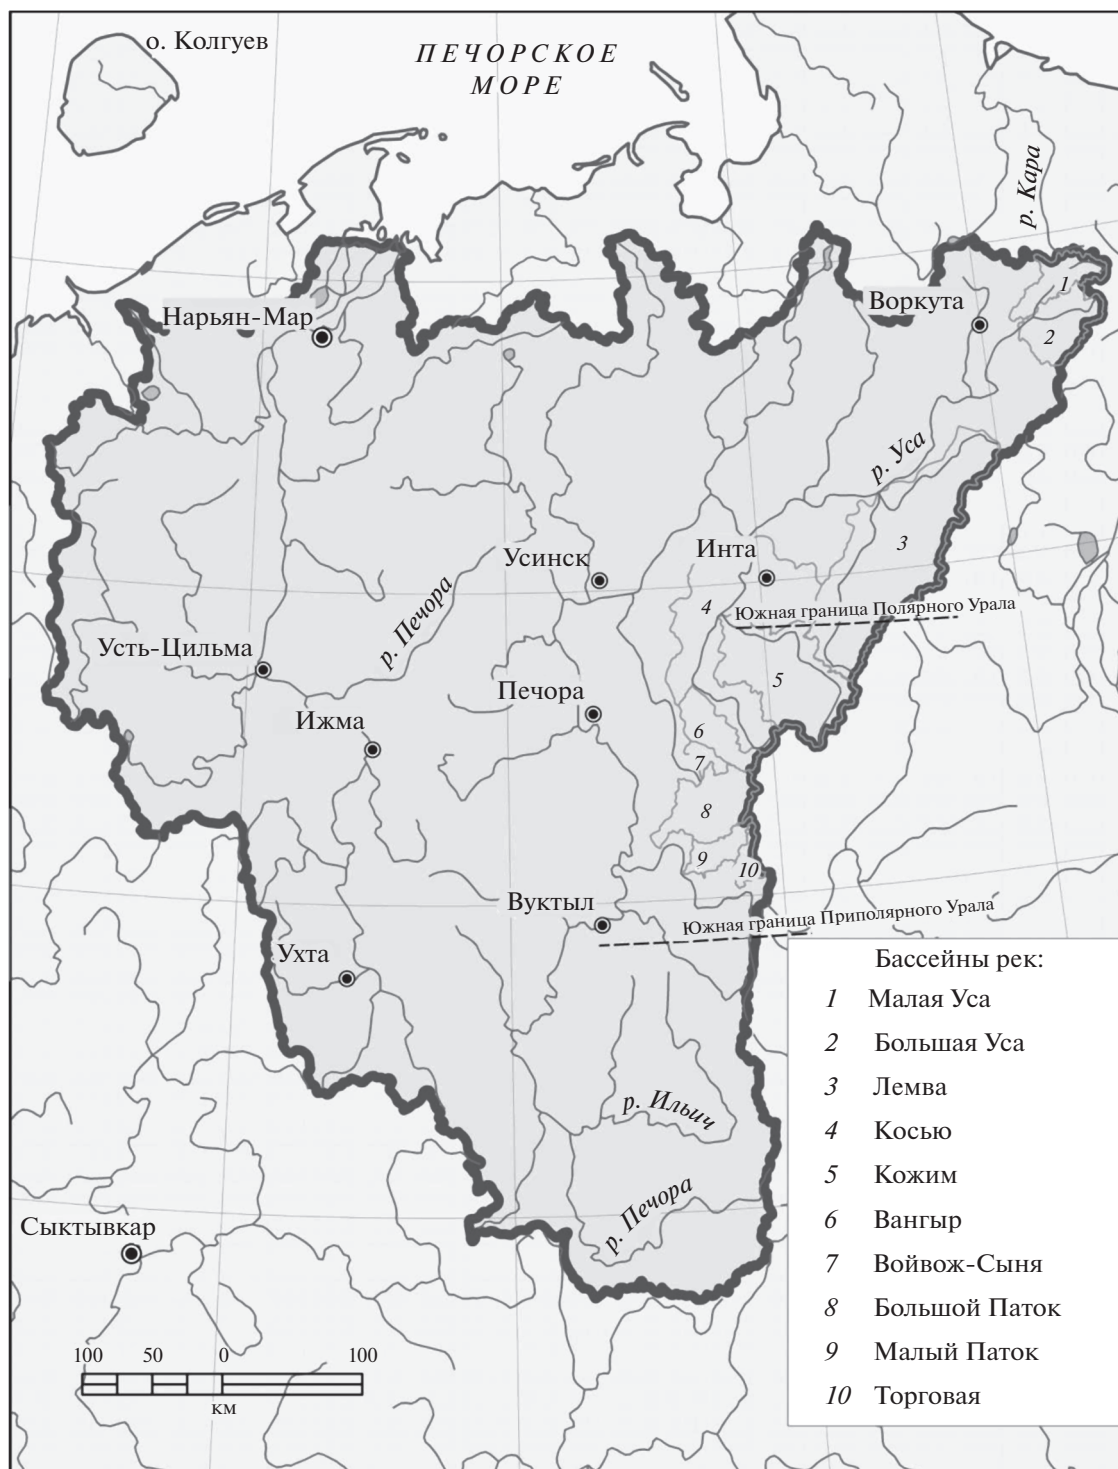 о. Колгуев
ПЕЧОРСКОЕ
МОРЕ
р. Кара
1
Воркута
Нарьян-Мар
2
р. Уса
3
Инта
Усинск
4
Южная граница Полярного Урала
р. Печора
Усть-Цильма
5
Печора
Ижма
6
7
8
9
10
Вуктыл
Южная граница Приполярного Урала
Ухта
р. Ильич
р. Печора
Сыктывкар
100 50 0 100
км
Бассейны рек:
1 Малая Уса
2 Большая Уса
3 Лемва
4 Косью
5 Кожим
6 Вангыр
7 Войвож-Сыня
8 Большой Паток
9 Малый Паток
10 Торговая